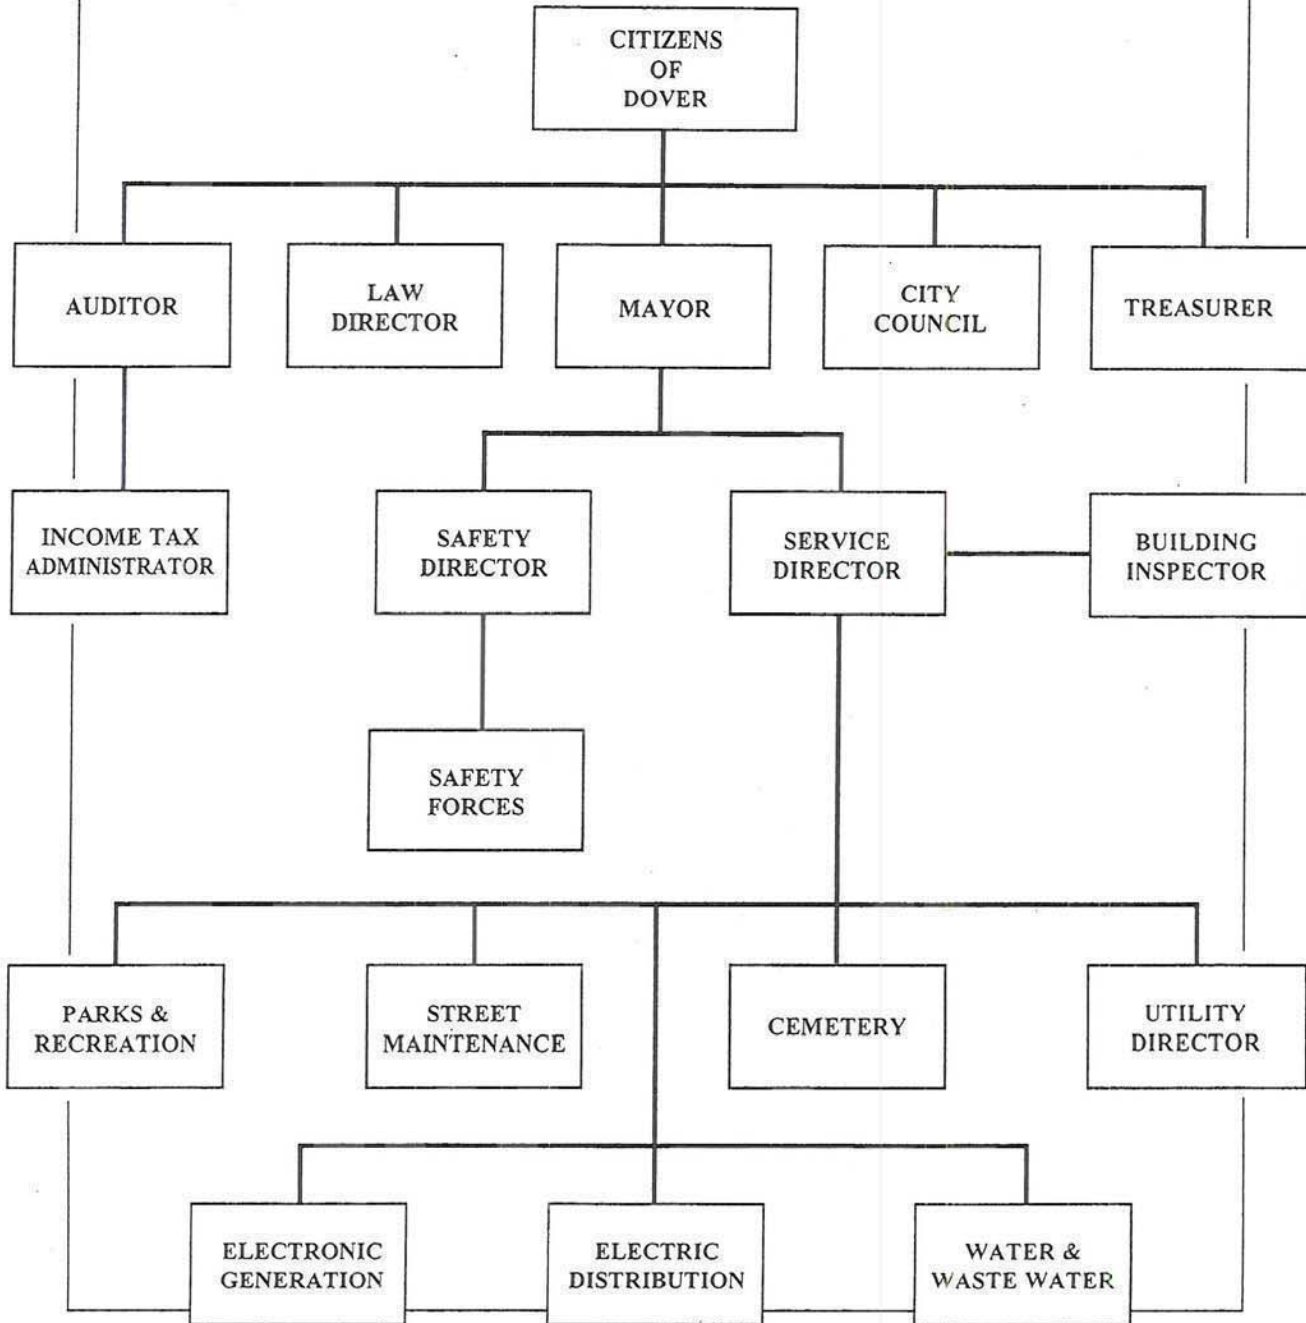 CITIZENS
OF
DOVER
AUDITOR
LAW
DIRECTOR
MAYOR
CITY
COUNCIL
TREASURER
INCOME TAX
ADMINISTRATOR
SAFETY
DIRECTOR
SERVICE
DIRECTOR
BUILDING
INSPECTOR
SAFETY
FORCES
PARKS &
RECREATION
STREET
MAINTENANCE
CEMETERY
UTILITY
DIRECTOR
ELECTRONIC
GENERATION
ELECTRIC
DISTRIBUTION
WATER &
WASTE WATER